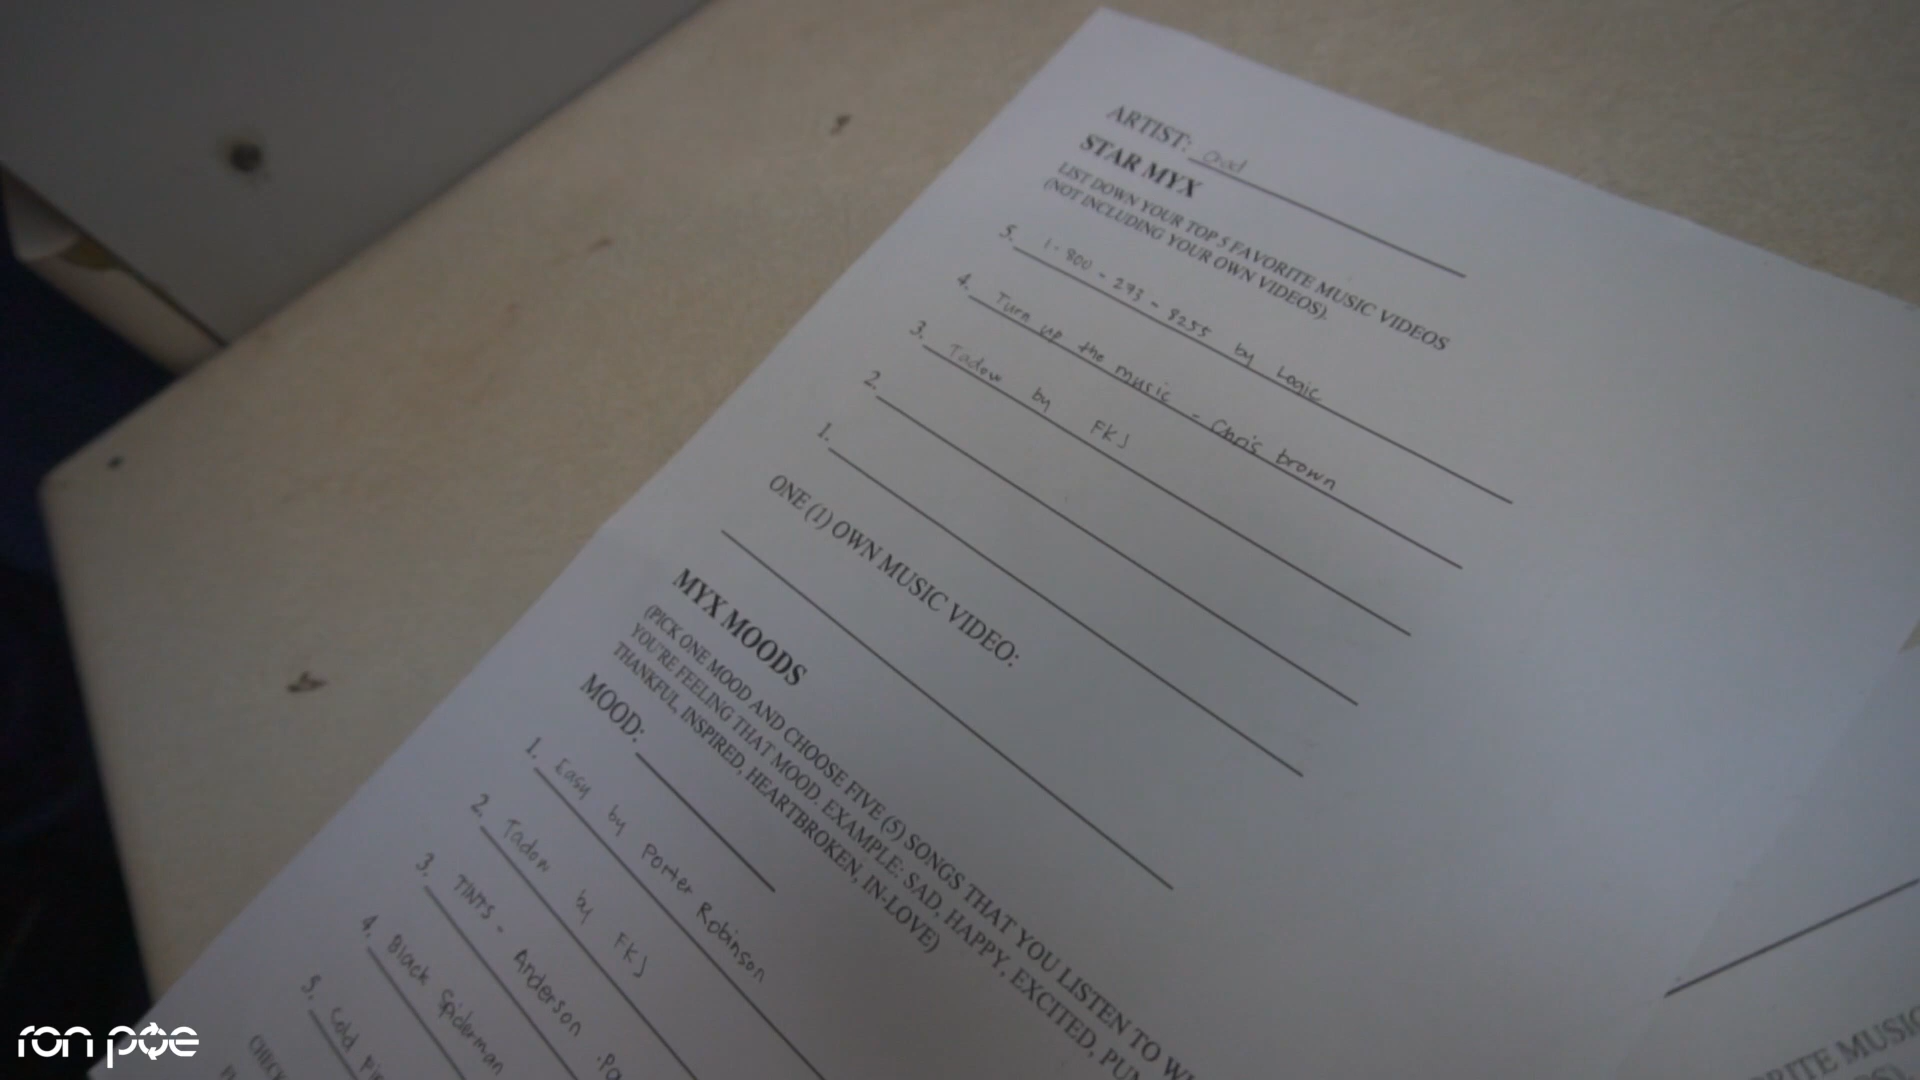 ARTIST: Chad
STAR MYX
LIST DOWN YOUR TOP 5 FAVORITE MUSIC VIDEOS
(NOT INCLUDING YOUR OWN VIDEOS).
5. 1-800-273-8255 by Logic
4. Turn up the music - Chris brown
3. Tadow by FKJ
2.
1.
ONE (1) OWN MUSIC VIDEO:
MYX MOODS
(PICK ONE MOOD AND CHOOSE FIVE (5) SONGS THAT YOU LISTEN TO
YOU'RE FEELING THAT MOOD. EXAMPLE: SAD, HAPPY, EXCITED,
THANKFUL, INSPIRED, HEARTBROKEN, IN-LOVE)
MOOD:
1. Easy by Porter Robinson
2. Tadow by FKJ
3. TINTS - Anderson .Pa
4. Black Spiderman
5.
CHECK
RITE MUSIC
ron poe